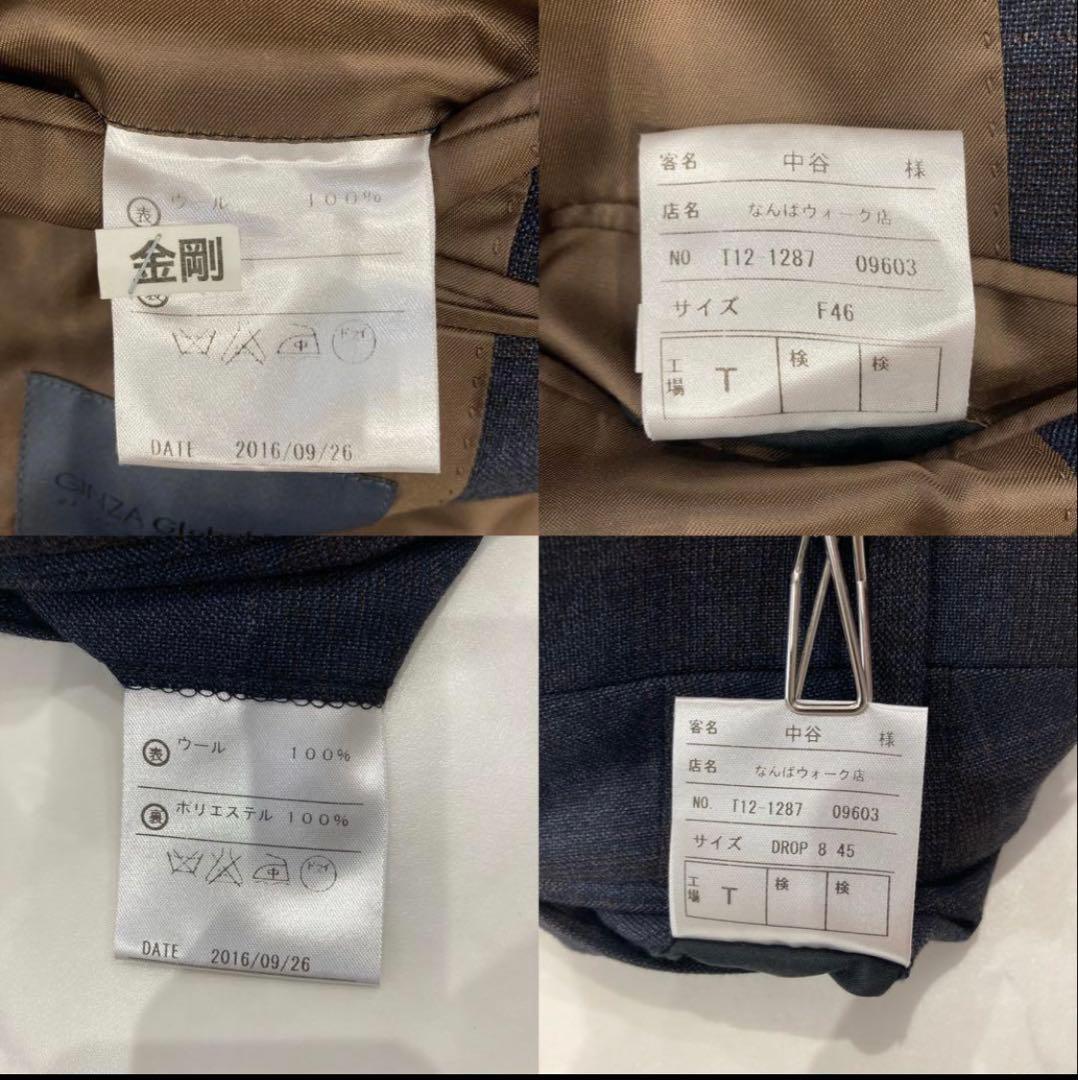 表 ウール 100%
金剛
中 ドライ
DATE 2016/09/26
GINZA Global
客名 中谷 様
店名 なんばウォーク店
NO T12-1287 09603
サイズ F46
工場 T 検 検
表 ウール 100%
裏 ポリエステル 100%
中 ドライ
DATE 2016/09/26
客名 中谷 様
店名 なんばウォーク店
NO. T12-1287 09603
サイズ DROP 8 45
工場 T 検 検